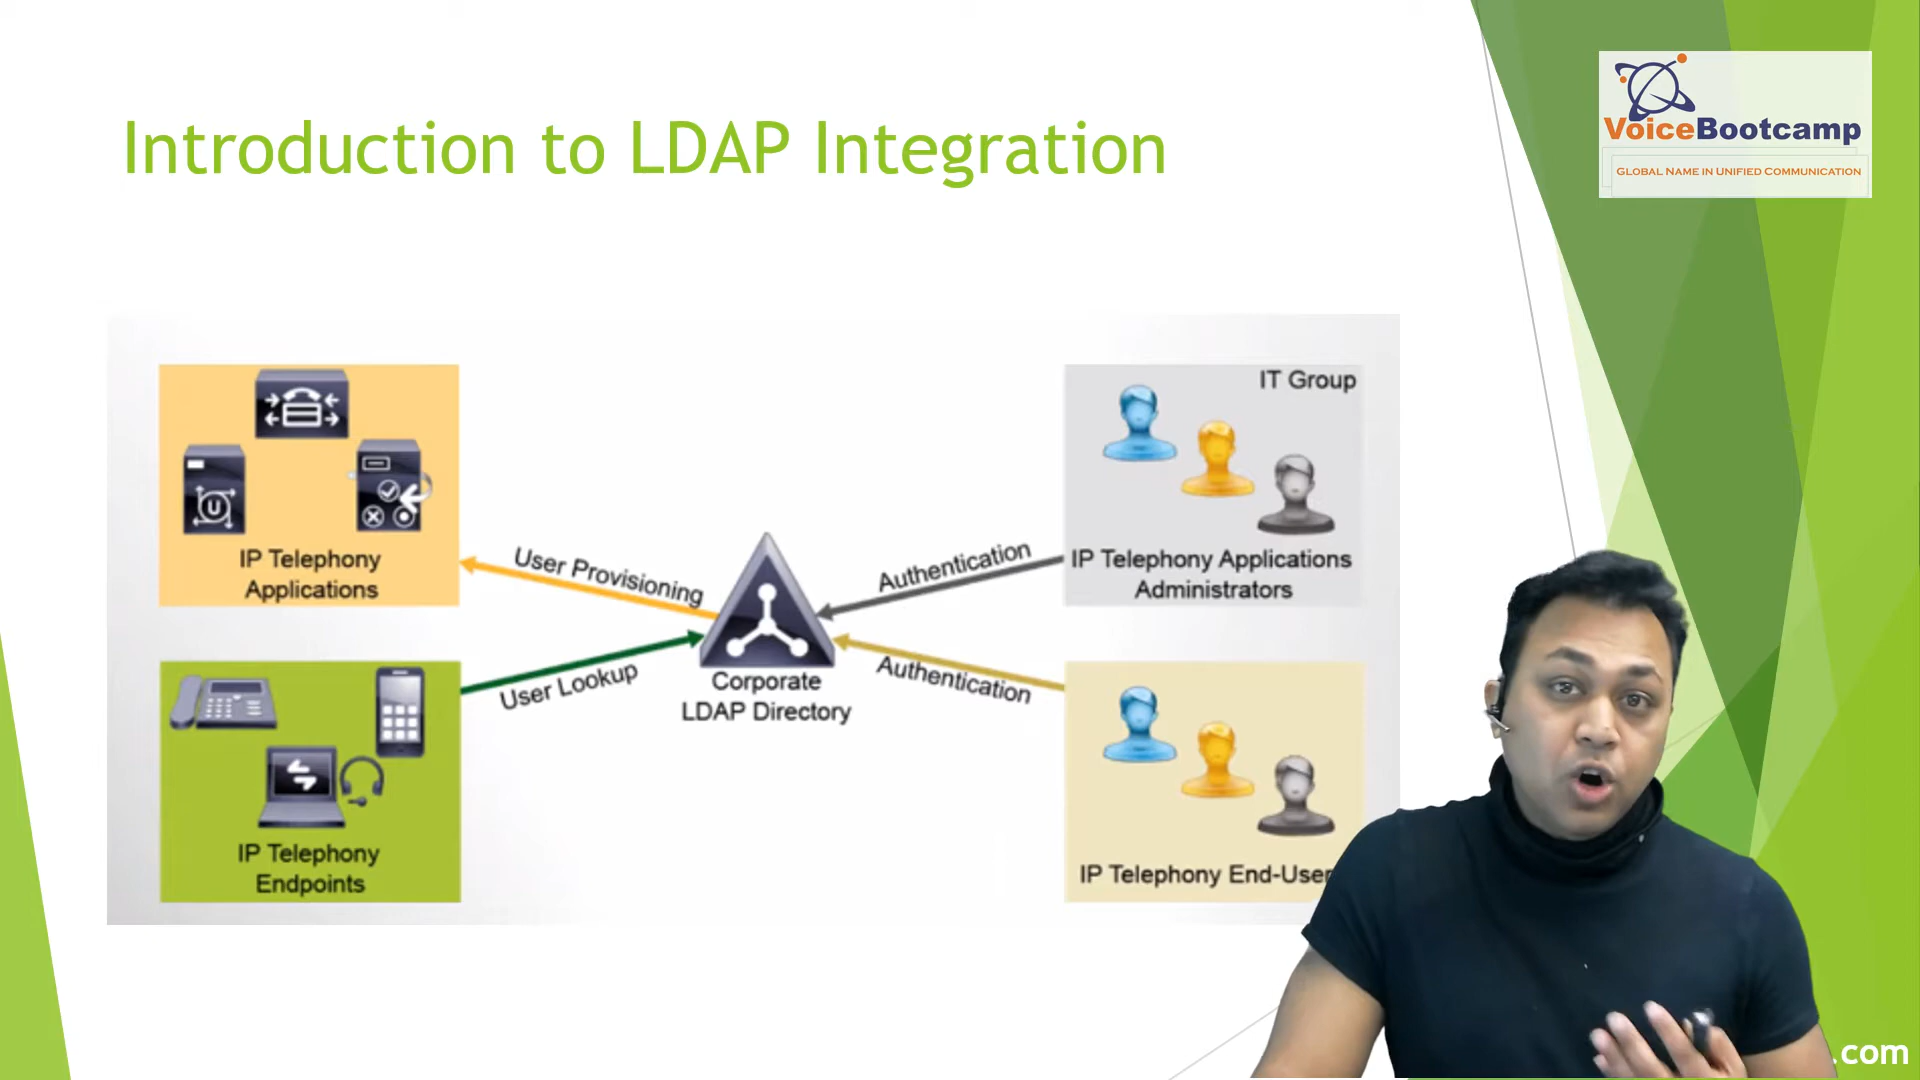 Introduction to LDAP Integration
VoiceBootcamp
GLOBAL NAME IN UNIFIED COMMUNICATION
IP Telephony
Applications
User Provisioning
Authentication
IT Group
IP Telephony Applications
Administrators
User Lookup
Corporate
LDAP Directory
Authentication
IP Telephony
Endpoints
IP Telephony End-User
.com